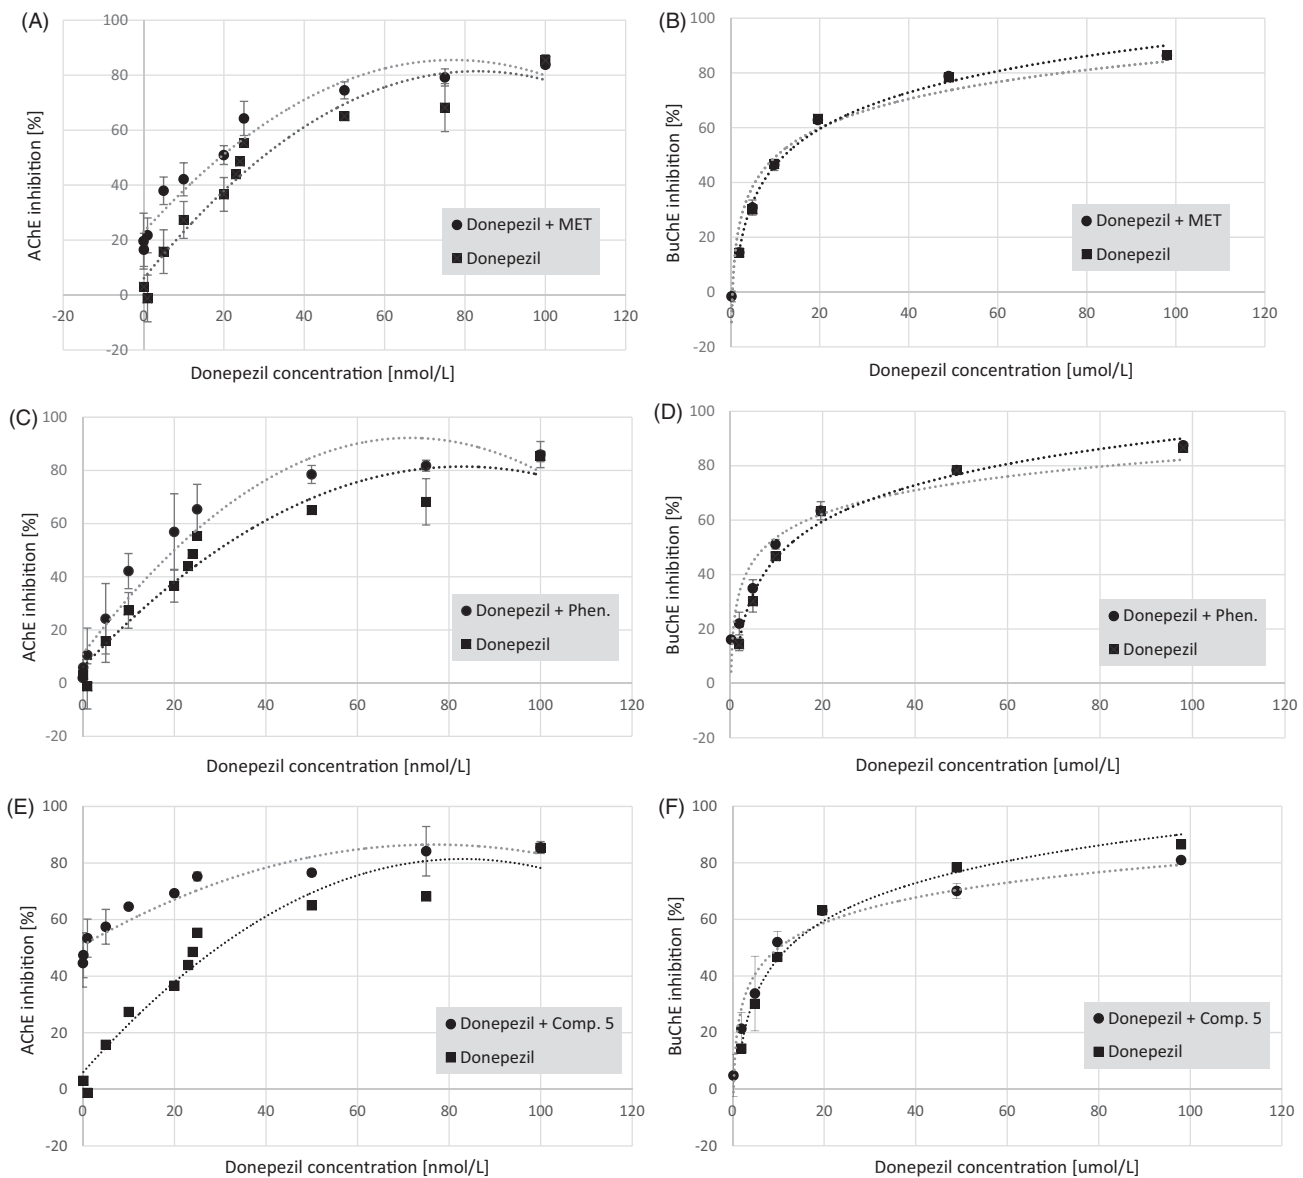 (A)
100
80
60
40
20
0
-20
-20
0
20
40
60
80
100
120
AChE inhibition [%]
Donepezil concentration [nmol/L]
Donepezil + MET
Donepezil
(B)
100
80
60
40
20
0
-20
0
20
40
60
80
100
120
BuChE inhibition [%]
Donepezil concentration [umol/L]
Donepezil + MET
Donepezil
(C)
100
80
60
40
20
0
-20
0
20
40
60
80
100
120
AChE inhibition [%]
Donepezil concentration [nmol/L]
Donepezil + Phen.
Donepezil
(D)
100
80
60
40
20
0
-20
0
20
40
60
80
100
120
BuChE inhibition [%]
Donepezil concentration [umol/L]
Donepezil + Phen.
Donepezil
(E)
100
80
60
40
20
0
-20
0
20
40
60
80
100
120
AChE inhibition [%]
Donepezil concentration [nmol/L]
Donepezil + Comp. 5
Donepezil
(F)
100
80
60
40
20
0
-20
0
20
40
60
80
100
120
BuChE inhibition [%]
Donepezil concentration [umol/L]
Donepezil + Comp. 5
Donepezil